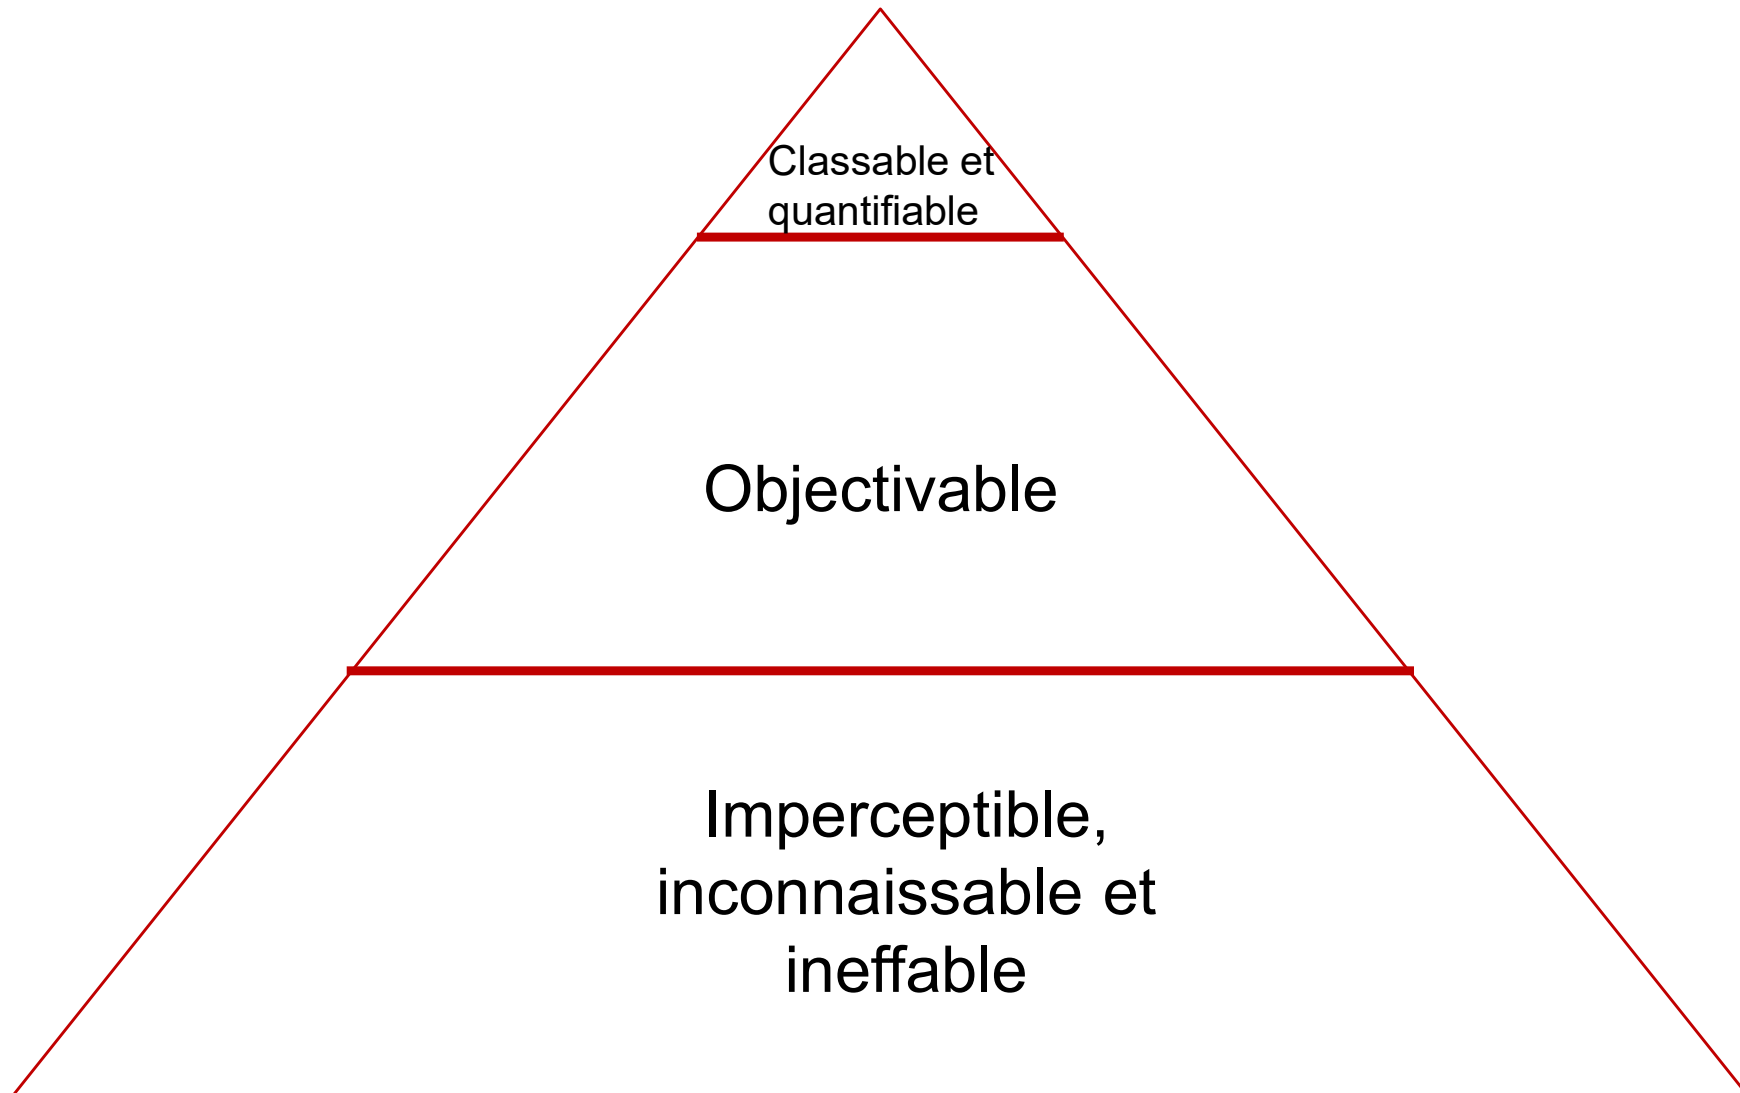 Classable et
quantifiable
Objectivable
Imperceptible,
inconnaissable et
ineffable